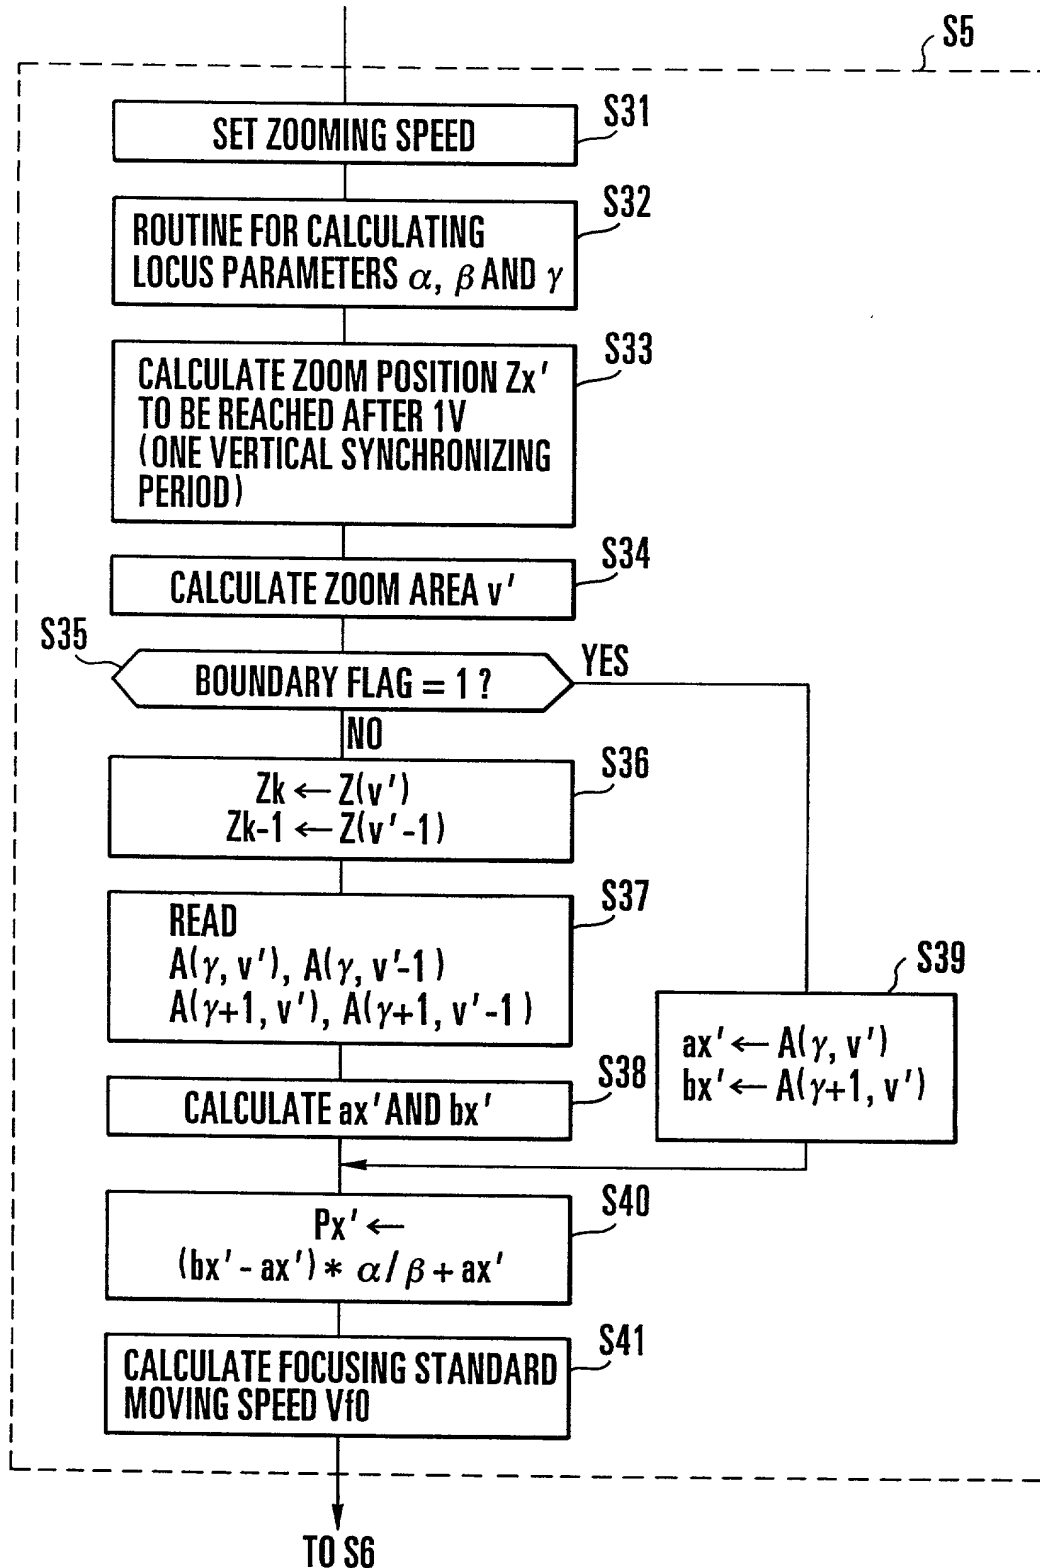 S5
S31
SET ZOOMING SPEED
S32
ROUTINE FOR CALCULATING
LOCUS PARAMETERS α, β AND γ
S33
CALCULATE ZOOM POSITION Zx′
TO BE REACHED AFTER 1V
(ONE VERTICAL SYNCHRONIZING
PERIOD)
S34
CALCULATE ZOOM AREA v′
S35
BOUNDARY FLAG = 1 ?
YES
NO
S36
Zk ← Z(v′)
Zk-1 ← Z(v′-1)
S37
READ
A(γ, v′), A(γ, v′-1)
A(γ+1, v′), A(γ+1, v′-1)
S38
CALCULATE ax′ AND bx′
S39
ax′ ← A(γ, v′)
bx′ ← A(γ+1, v′)
S40
Px′ ←
(bx′ - ax′) * α / β + ax′
S41
CALCULATE FOCUSING STANDARD
MOVING SPEED Vf0
TO S6